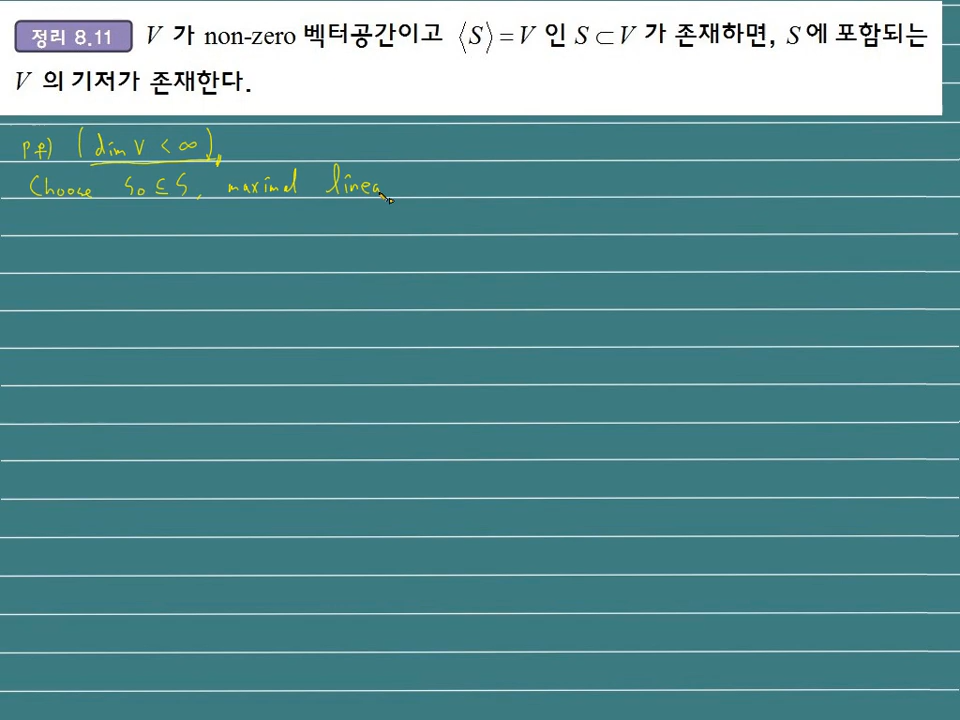 정리 8.11 V 가 non-zero 벡터공간이고 ⟨S⟩=V 인 S⊂V 가 존재하면, S 에 포함되는
V 의 기저가 존재한다.
pf) (dim V < ∞),
Choose S₀ ⊆ S, maximal linea